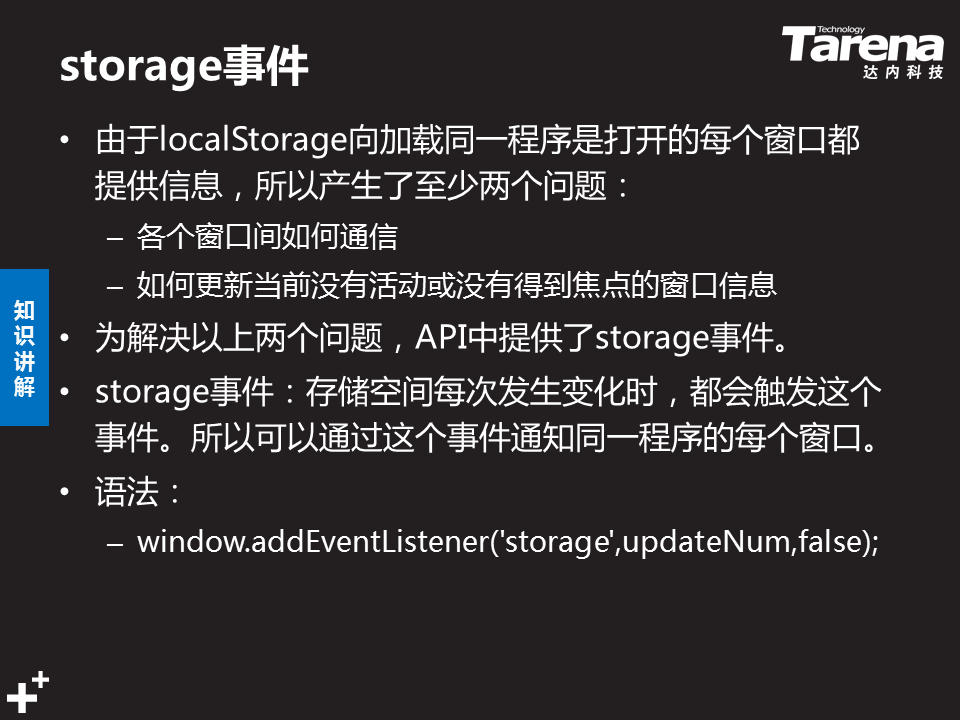 storage事件
Technology
Tarena
达内科技
• 由于localStorage向加载同一程序是打开的每个窗口都
提供信息，所以产生了至少两个问题：
– 各个窗口间如何通信
– 如何更新当前没有活动或没有得到焦点的窗口信息
• 为解决以上两个问题，API中提供了storage事件。
• storage事件：存储空间每次发生变化时，都会触发这个
事件。所以可以通过这个事件通知同一程序的每个窗口。
• 语法：
– window.addEventListener('storage',updateNum,false);
知
识
讲
解